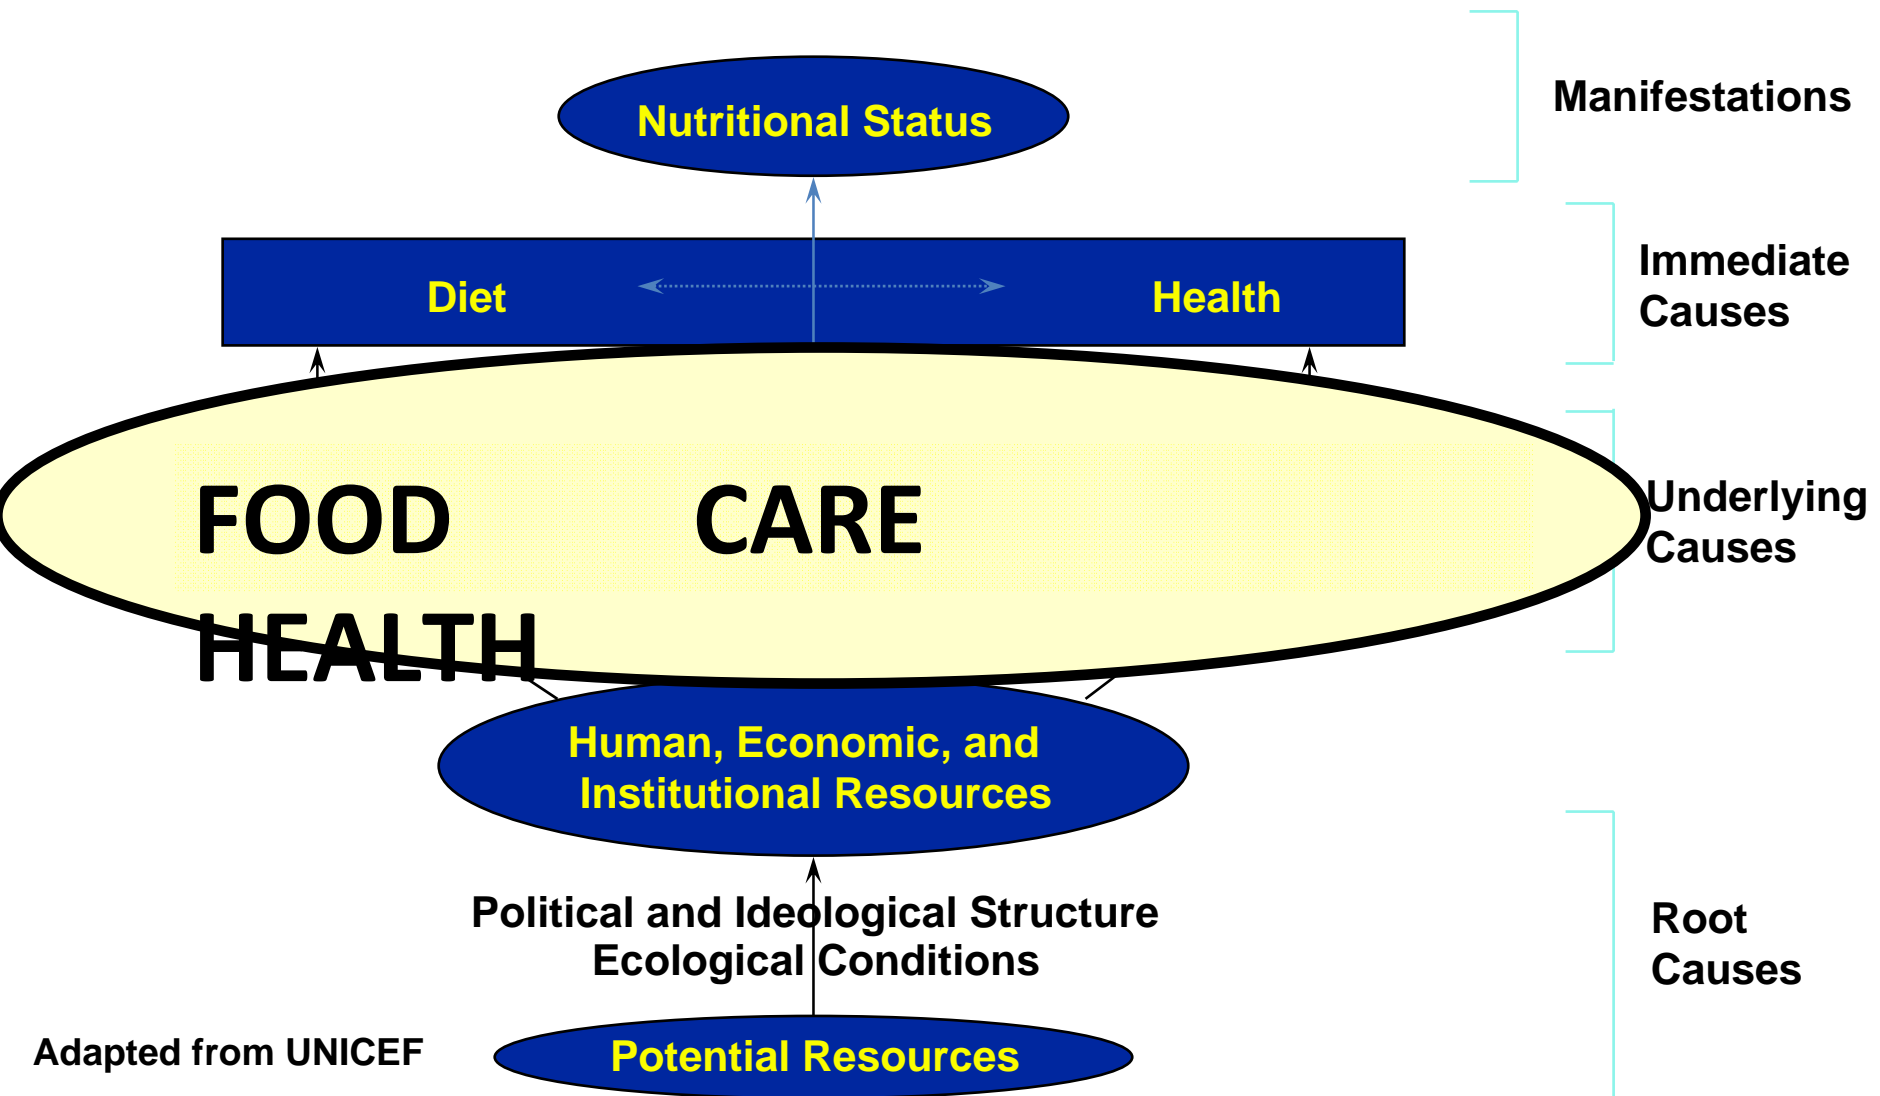 Nutritional Status
Manifestations
Diet
Health
Immediate
Causes
FOOD CARE
HEALTH
Underlying
Causes
Human, Economic, and
Institutional Resources
Political and Ideological Structure
Ecological Conditions
Root
Causes
Adapted from UNICEF
Potential Resources